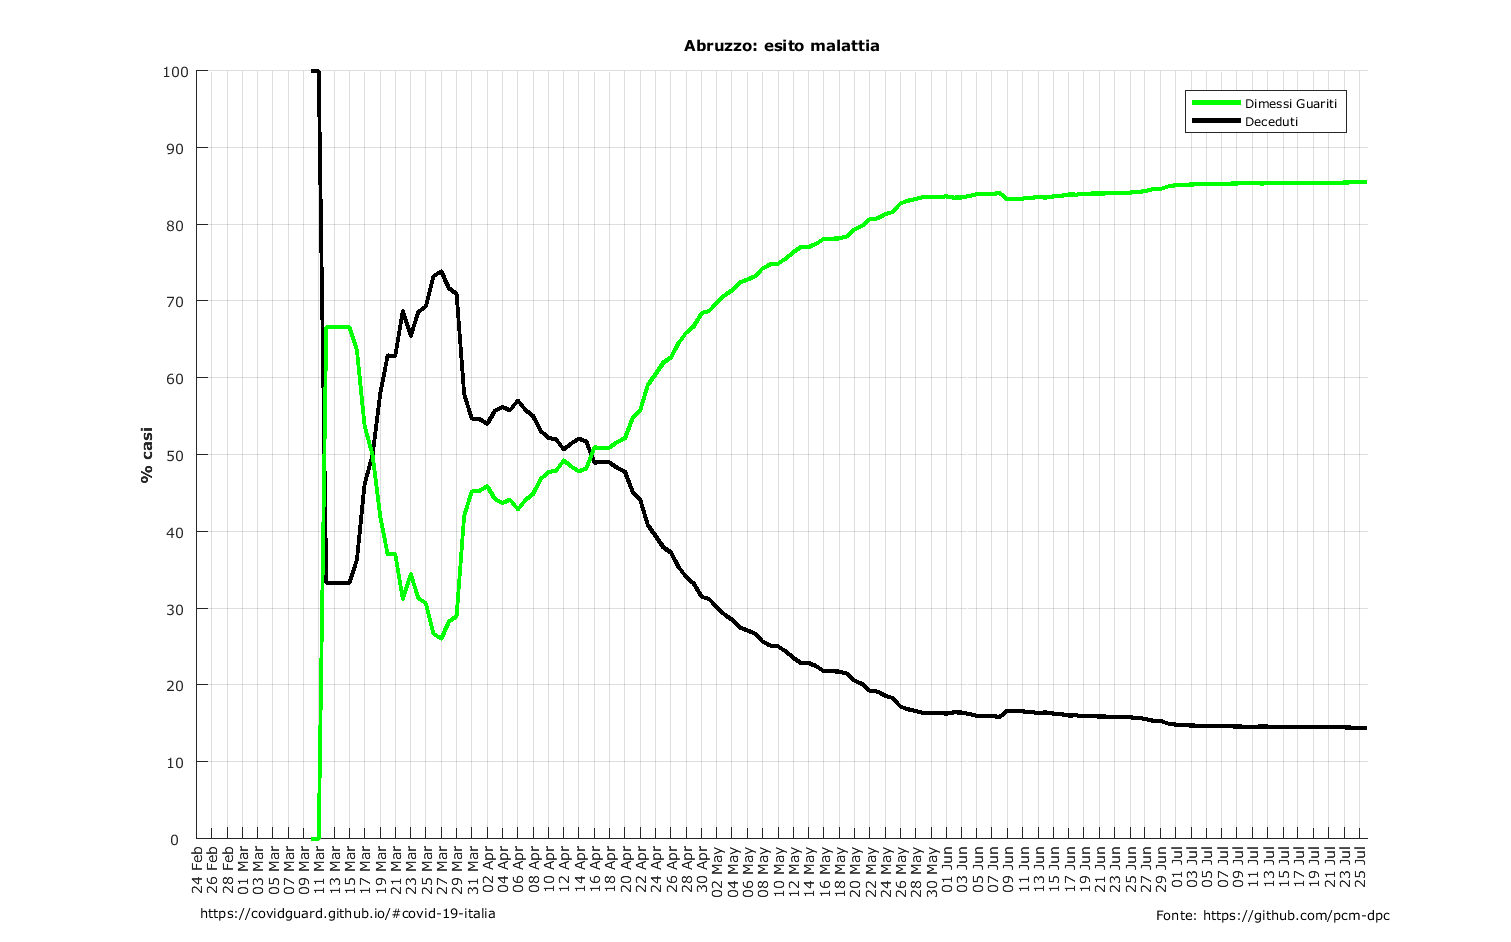 Abruzzo: esito malattia
100
90
80
70
60
50
40
30
20
10
0
% casi
Dimessi Guariti
Deceduti
24 Feb
26 Feb
28 Feb
01 Mar
03 Mar
05 Mar
07 Mar
09 Mar
11 Mar
13 Mar
15 Mar
17 Mar
19 Mar
21 Mar
23 Mar
25 Mar
27 Mar
29 Mar
31 Mar
02 Apr
04 Apr
06 Apr
08 Apr
10 Apr
12 Apr
14 Apr
16 Apr
18 Apr
20 Apr
22 Apr
24 Apr
26 Apr
28 Apr
30 Apr
02 May
04 May
06 May
08 May
10 May
12 May
14 May
16 May
18 May
20 May
22 May
24 May
26 May
28 May
30 May
01 Jun
03 Jun
05 Jun
07 Jun
09 Jun
11 Jun
13 Jun
15 Jun
17 Jun
19 Jun
21 Jun
23 Jun
25 Jun
27 Jun
29 Jun
01 Jul
03 Jul
05 Jul
07 Jul
09 Jul
11 Jul
13 Jul
15 Jul
17 Jul
19 Jul
21 Jul
23 Jul
25 Jul
https://covidguard.github.io/#covid-19-italia
Fonte: https://github.com/pcm-dpc